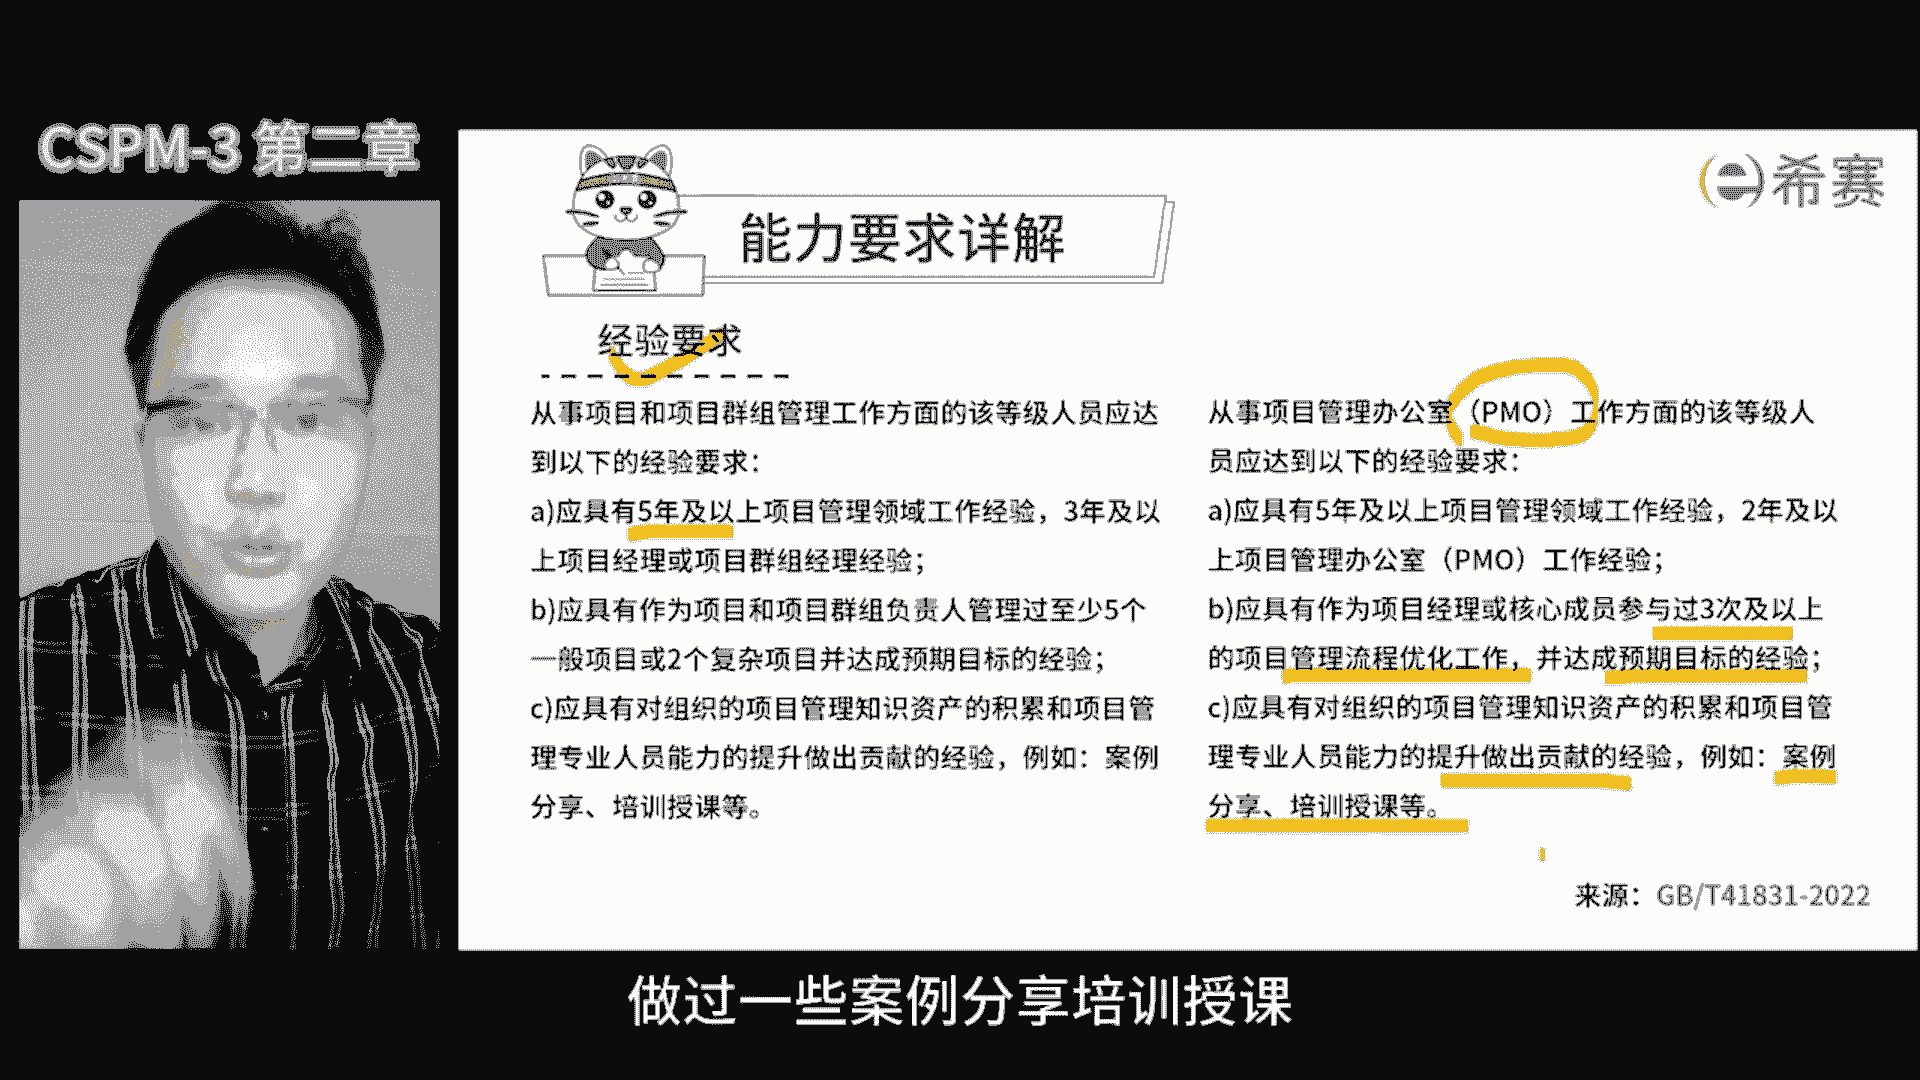 CSPM-3 第二章
希赛
能力要求详解
经验要求
从事项目和项目群组管理工作方面的该等级人员应达
到以下的经验要求：
a)应具有5年及以上项目管理领域工作经验，3年及以
上项目经理或项目群组经理经验；
b)应具有作为项目和项目群组负责人管理过至少5个
一般项目或2个复杂项目并达成预期目标的经验；
c)应具有对组织的项目管理知识资产的积累和项目管
理专业人员能力的提升做出贡献的经验，例如：案例
分享、培训授课等。
从事项目管理办公室（PMO）工作方面的该等级人
员应达到以下的经验要求：
a)应具有5年及以上项目管理领域工作经验，2年及以
上项目管理办公室（PMO）工作经验；
b)应具有作为项目经理或核心成员参与过3次及以上
的项目管理流程优化工作，并达成预期目标的经验；
c)应具有对组织的项目管理知识资产的积累和项目管
理专业人员能力的提升做出贡献的经验，例如：案例
分享、培训授课等。
来源：GB/T41831-2022
做过一些案例分享培训授课